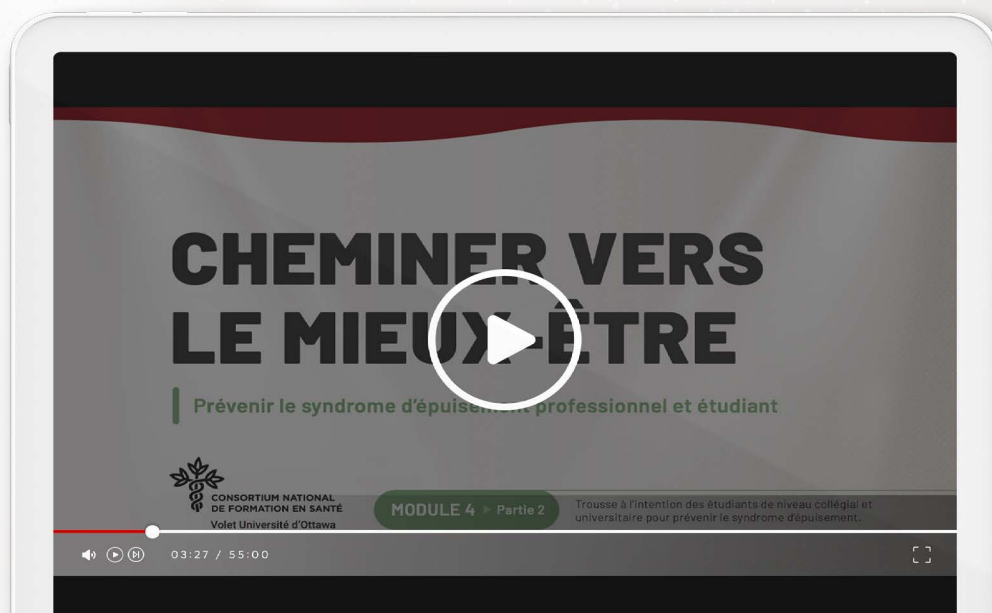 CHEMINER VERS
LE MIEUX-ÊTRE
Prévenir le syndrome d'épuisement professionnel et étudiant
CONSORTIUM NATIONAL
DE FORMATION EN SANTÉ
Volet Université d'Ottawa
MODULE 4 ▸ Partie 2
Trousse à l'intention des étudiants de niveau collégial et
universitaire pour prévenir le syndrome d'épuisement.
03:27 / 55:00